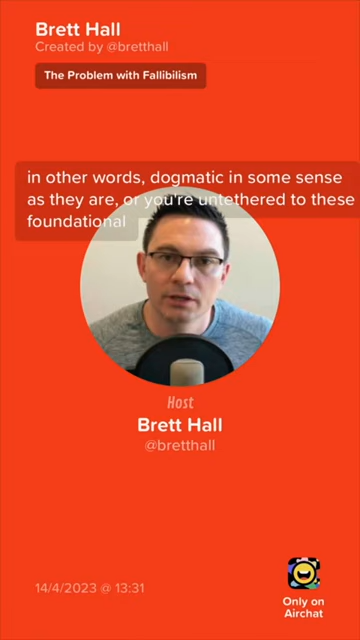 Brett Hall
Created by @bretthall
The Problem with Fallibilism
in other words, dogmatic in some sense
as they are, or you're untethered to these
foundational
Host
Brett Hall
@bretthall
14/4/2023 @ 13:31
Only on
Airchat